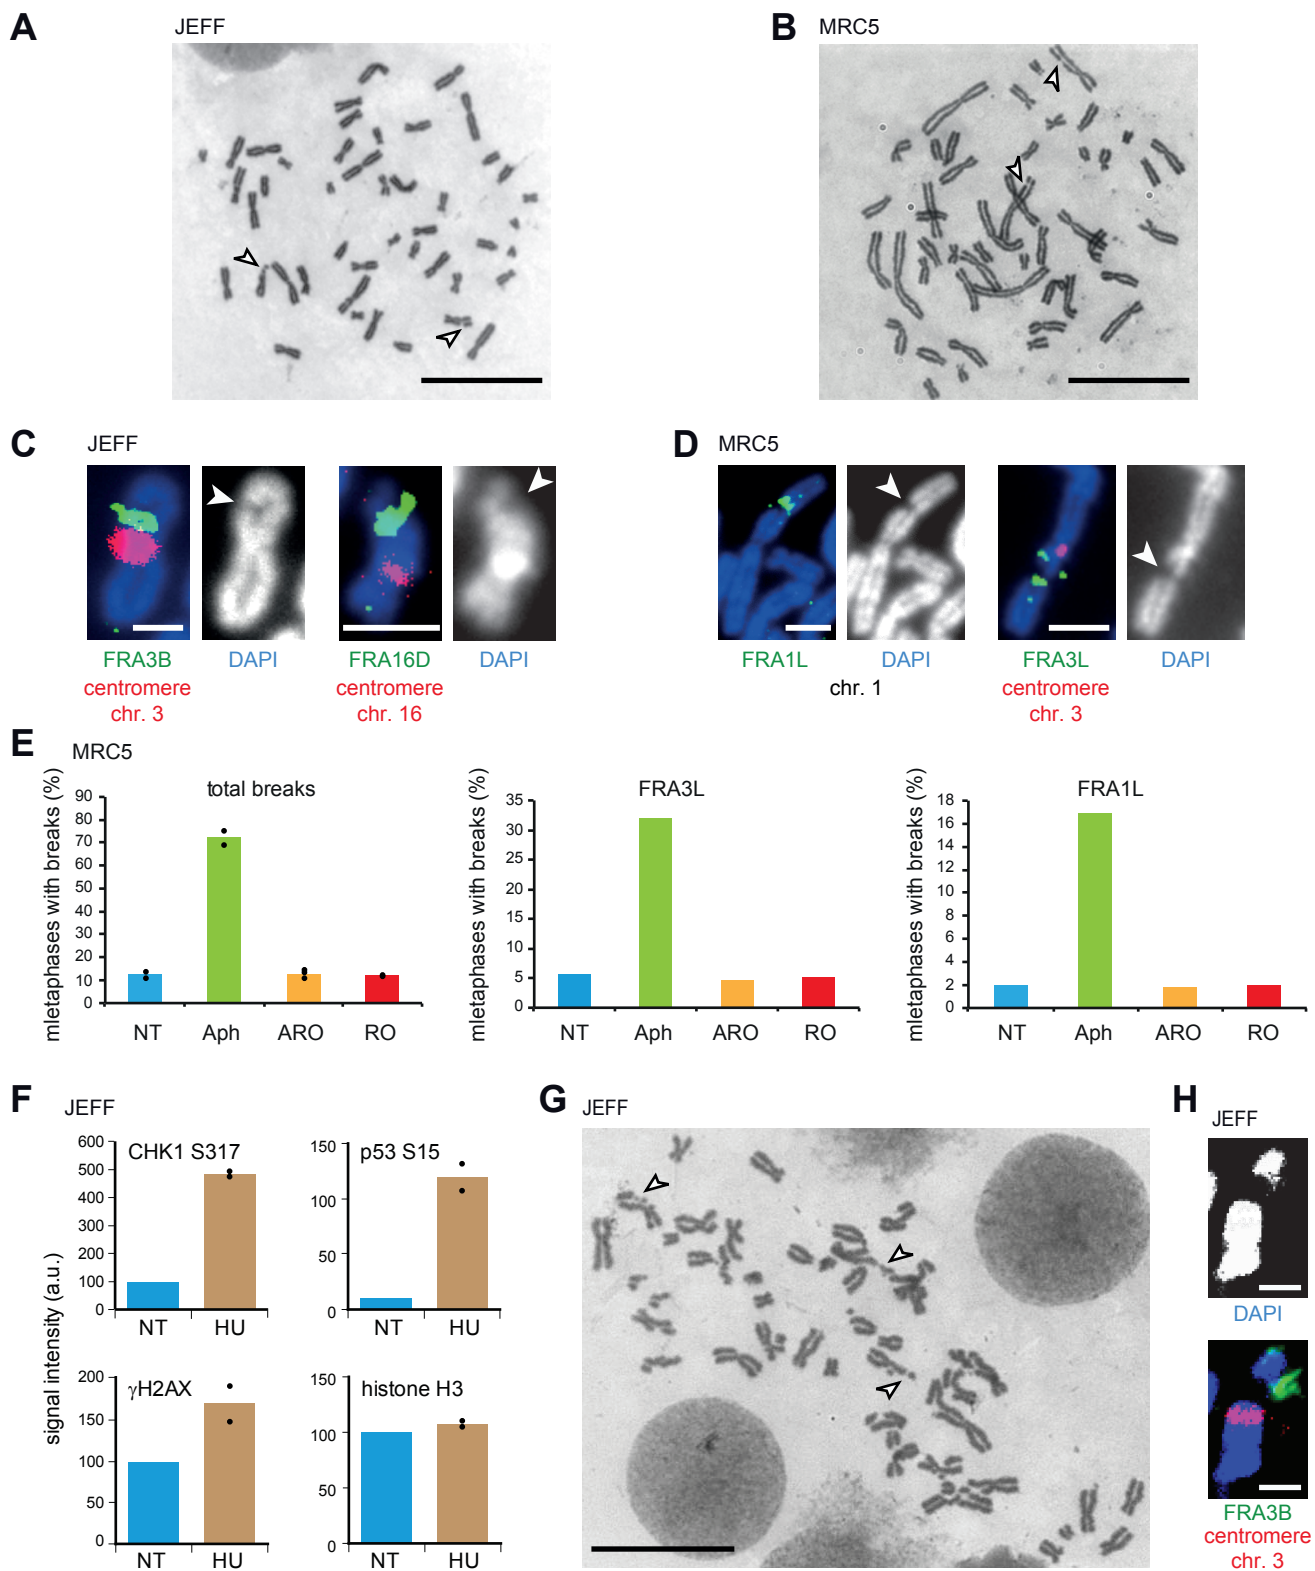 A
JEFF
B
MRC5
C
JEFF
FRA3B
centromere
chr. 3
DAPI
FRA16D
centromere
chr. 16
DAPI
D
MRC5
FRA1L
DAPI
chr. 1
FRA3L
centromere
chr. 3
DAPI
E
MRC5
total breaks
mletaphases with breaks (%)
90
80
70
60
50
40
30
20
10
0
NT Aph ARO RO
FRA3L
mletaphases with breaks (%)
35
30
25
20
15
10
5
0
NT Aph ARO RO
FRA1L
mletaphases with breaks (%)
18
16
14
12
10
8
6
4
2
0
NT Aph ARO RO
F
JEFF
signal intensity (a.u.)
CHK1 S317
600
500
400
300
200
100
0
NT HU
p53 S15
150
100
50
0
NT HU
γH2AX
200
150
100
50
0
NT HU
histone H3
150
100
50
0
NT HU
G
JEFF
H
JEFF
DAPI
FRA3B
centromere
chr. 3